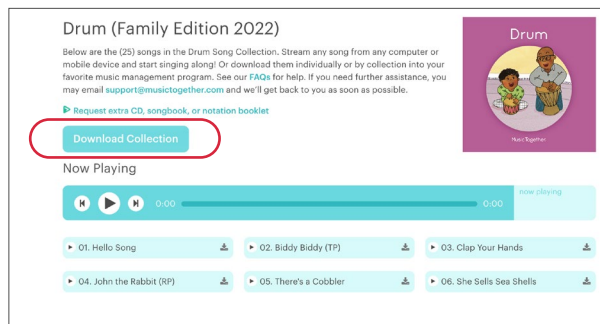 Drum (Family Edition 2022)
Below are the (25) songs in the Drum Song Collection. Stream any song from any computer or
mobile device and start singing along! Or download them individually or by collection into your
favorite music management program. See our FAQs for help. If you need further assistance, you
may email support@musictogether.com and we'll get back to you as soon as possible.
Request extra CD, songbook, or notation booklet
Download Collection
Drum
Music Together
Now Playing
0:00
0:00
now playing
01. Hello Song
02. Biddy Biddy (TP)
03. Clap Your Hands
04. John the Rabbit (RP)
05. There's a Cobbler
06. She Sells Sea Shells